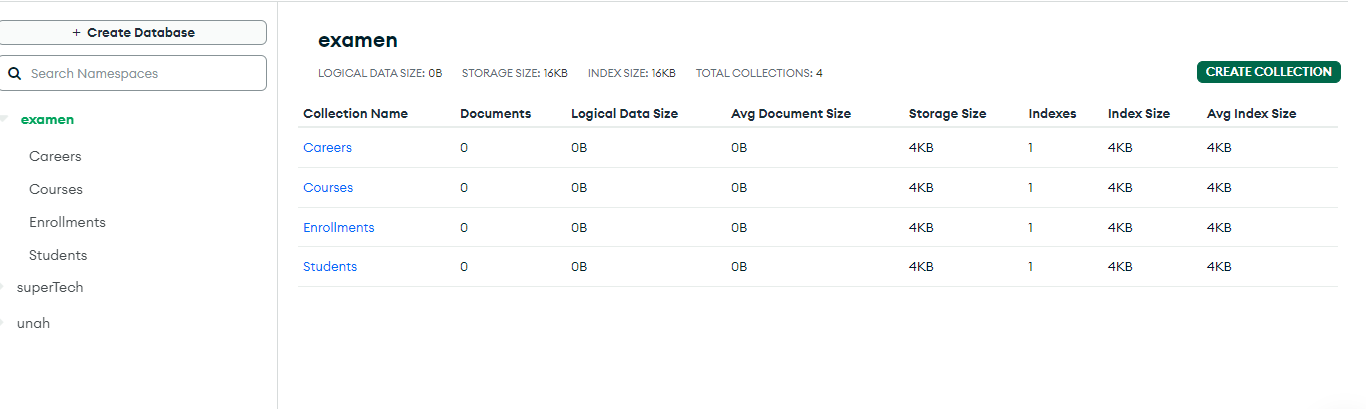 + Create Database
Search Namespaces
examen
Careers
Courses
Enrollments
Students
superTech
unah
examen
LOGICAL DATA SIZE: 0B STORAGE SIZE: 16KB INDEX SIZE: 16KB TOTAL COLLECTIONS: 4
CREATE COLLECTION
Collection Name Documents Logical Data Size Avg Document Size Storage Size Indexes Index Size Avg Index Size
Careers 0 0B 0B 4KB 1 4KB 4KB
Courses 0 0B 0B 4KB 1 4KB 4KB
Enrollments 0 0B 0B 4KB 1 4KB 4KB
Students 0 0B 0B 4KB 1 4KB 4KB